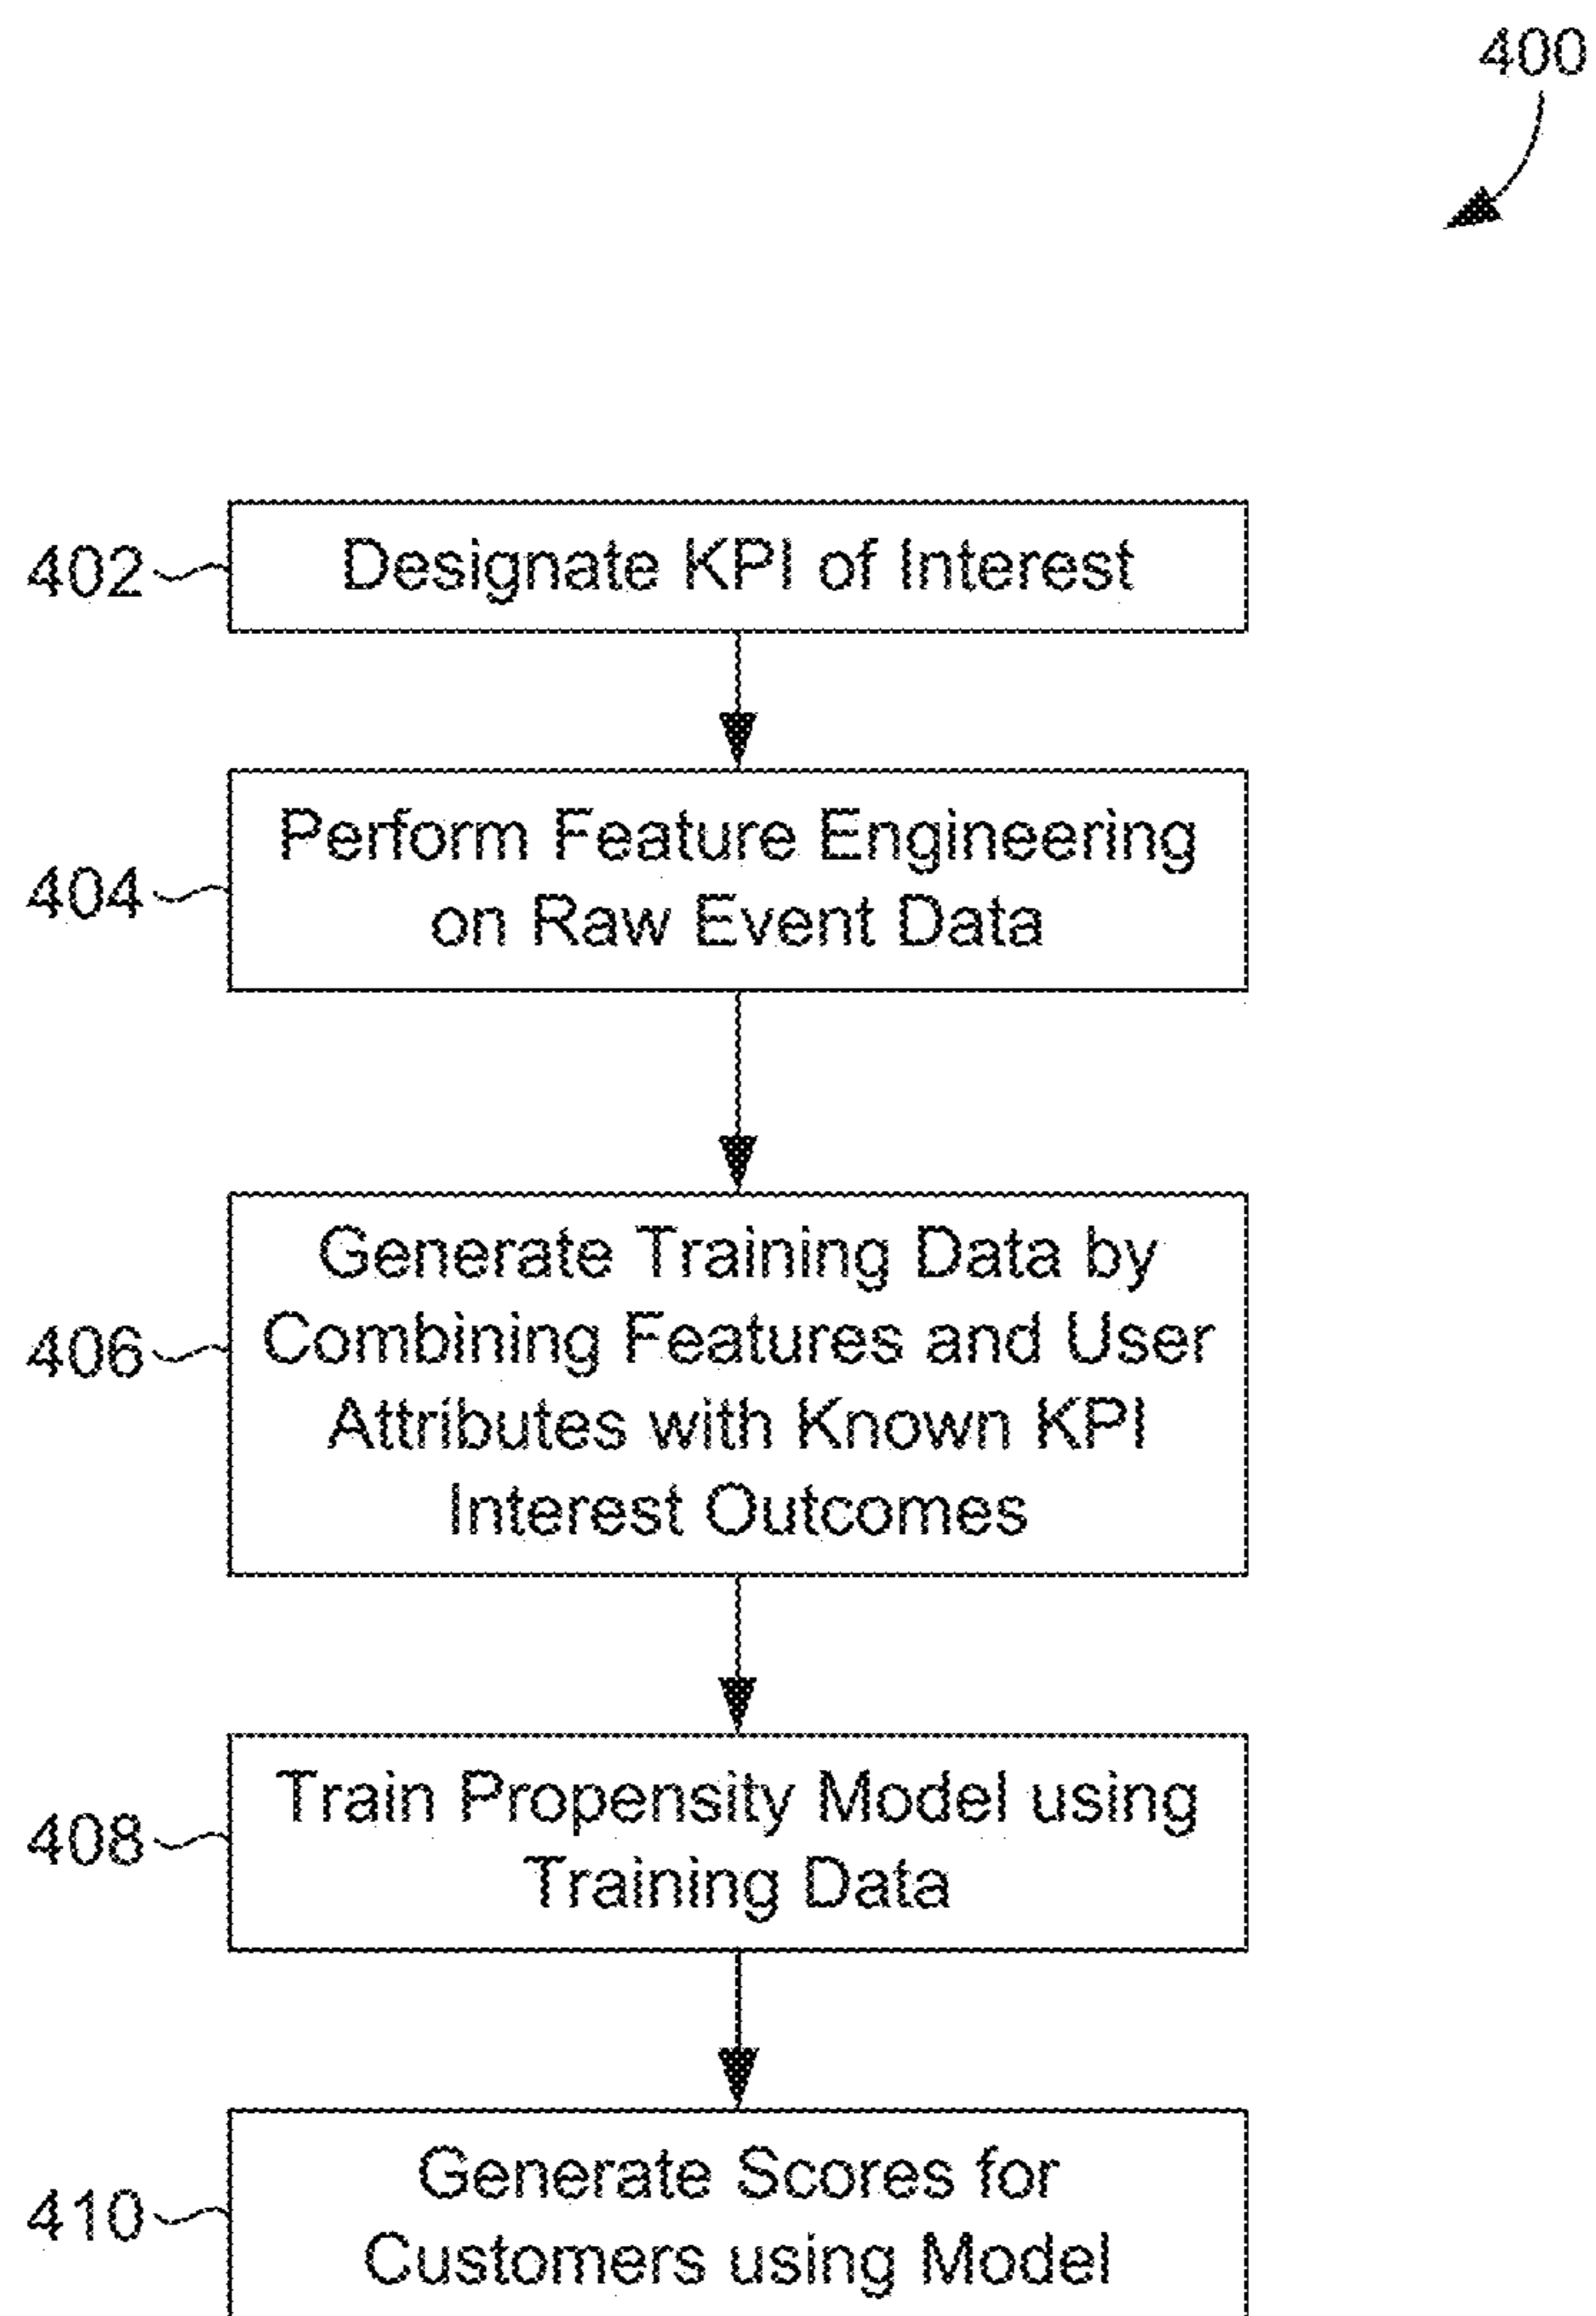 400
402
Designate KPI of Interest
404
Perform Feature Engineering
on Raw Event Data
406
Generate Training Data by
Combining Features and User
Attributes with Known KPI
Interest Outcomes
408
Train Propensity Model using
Training Data
410
Generate Scores for
Customers using Model